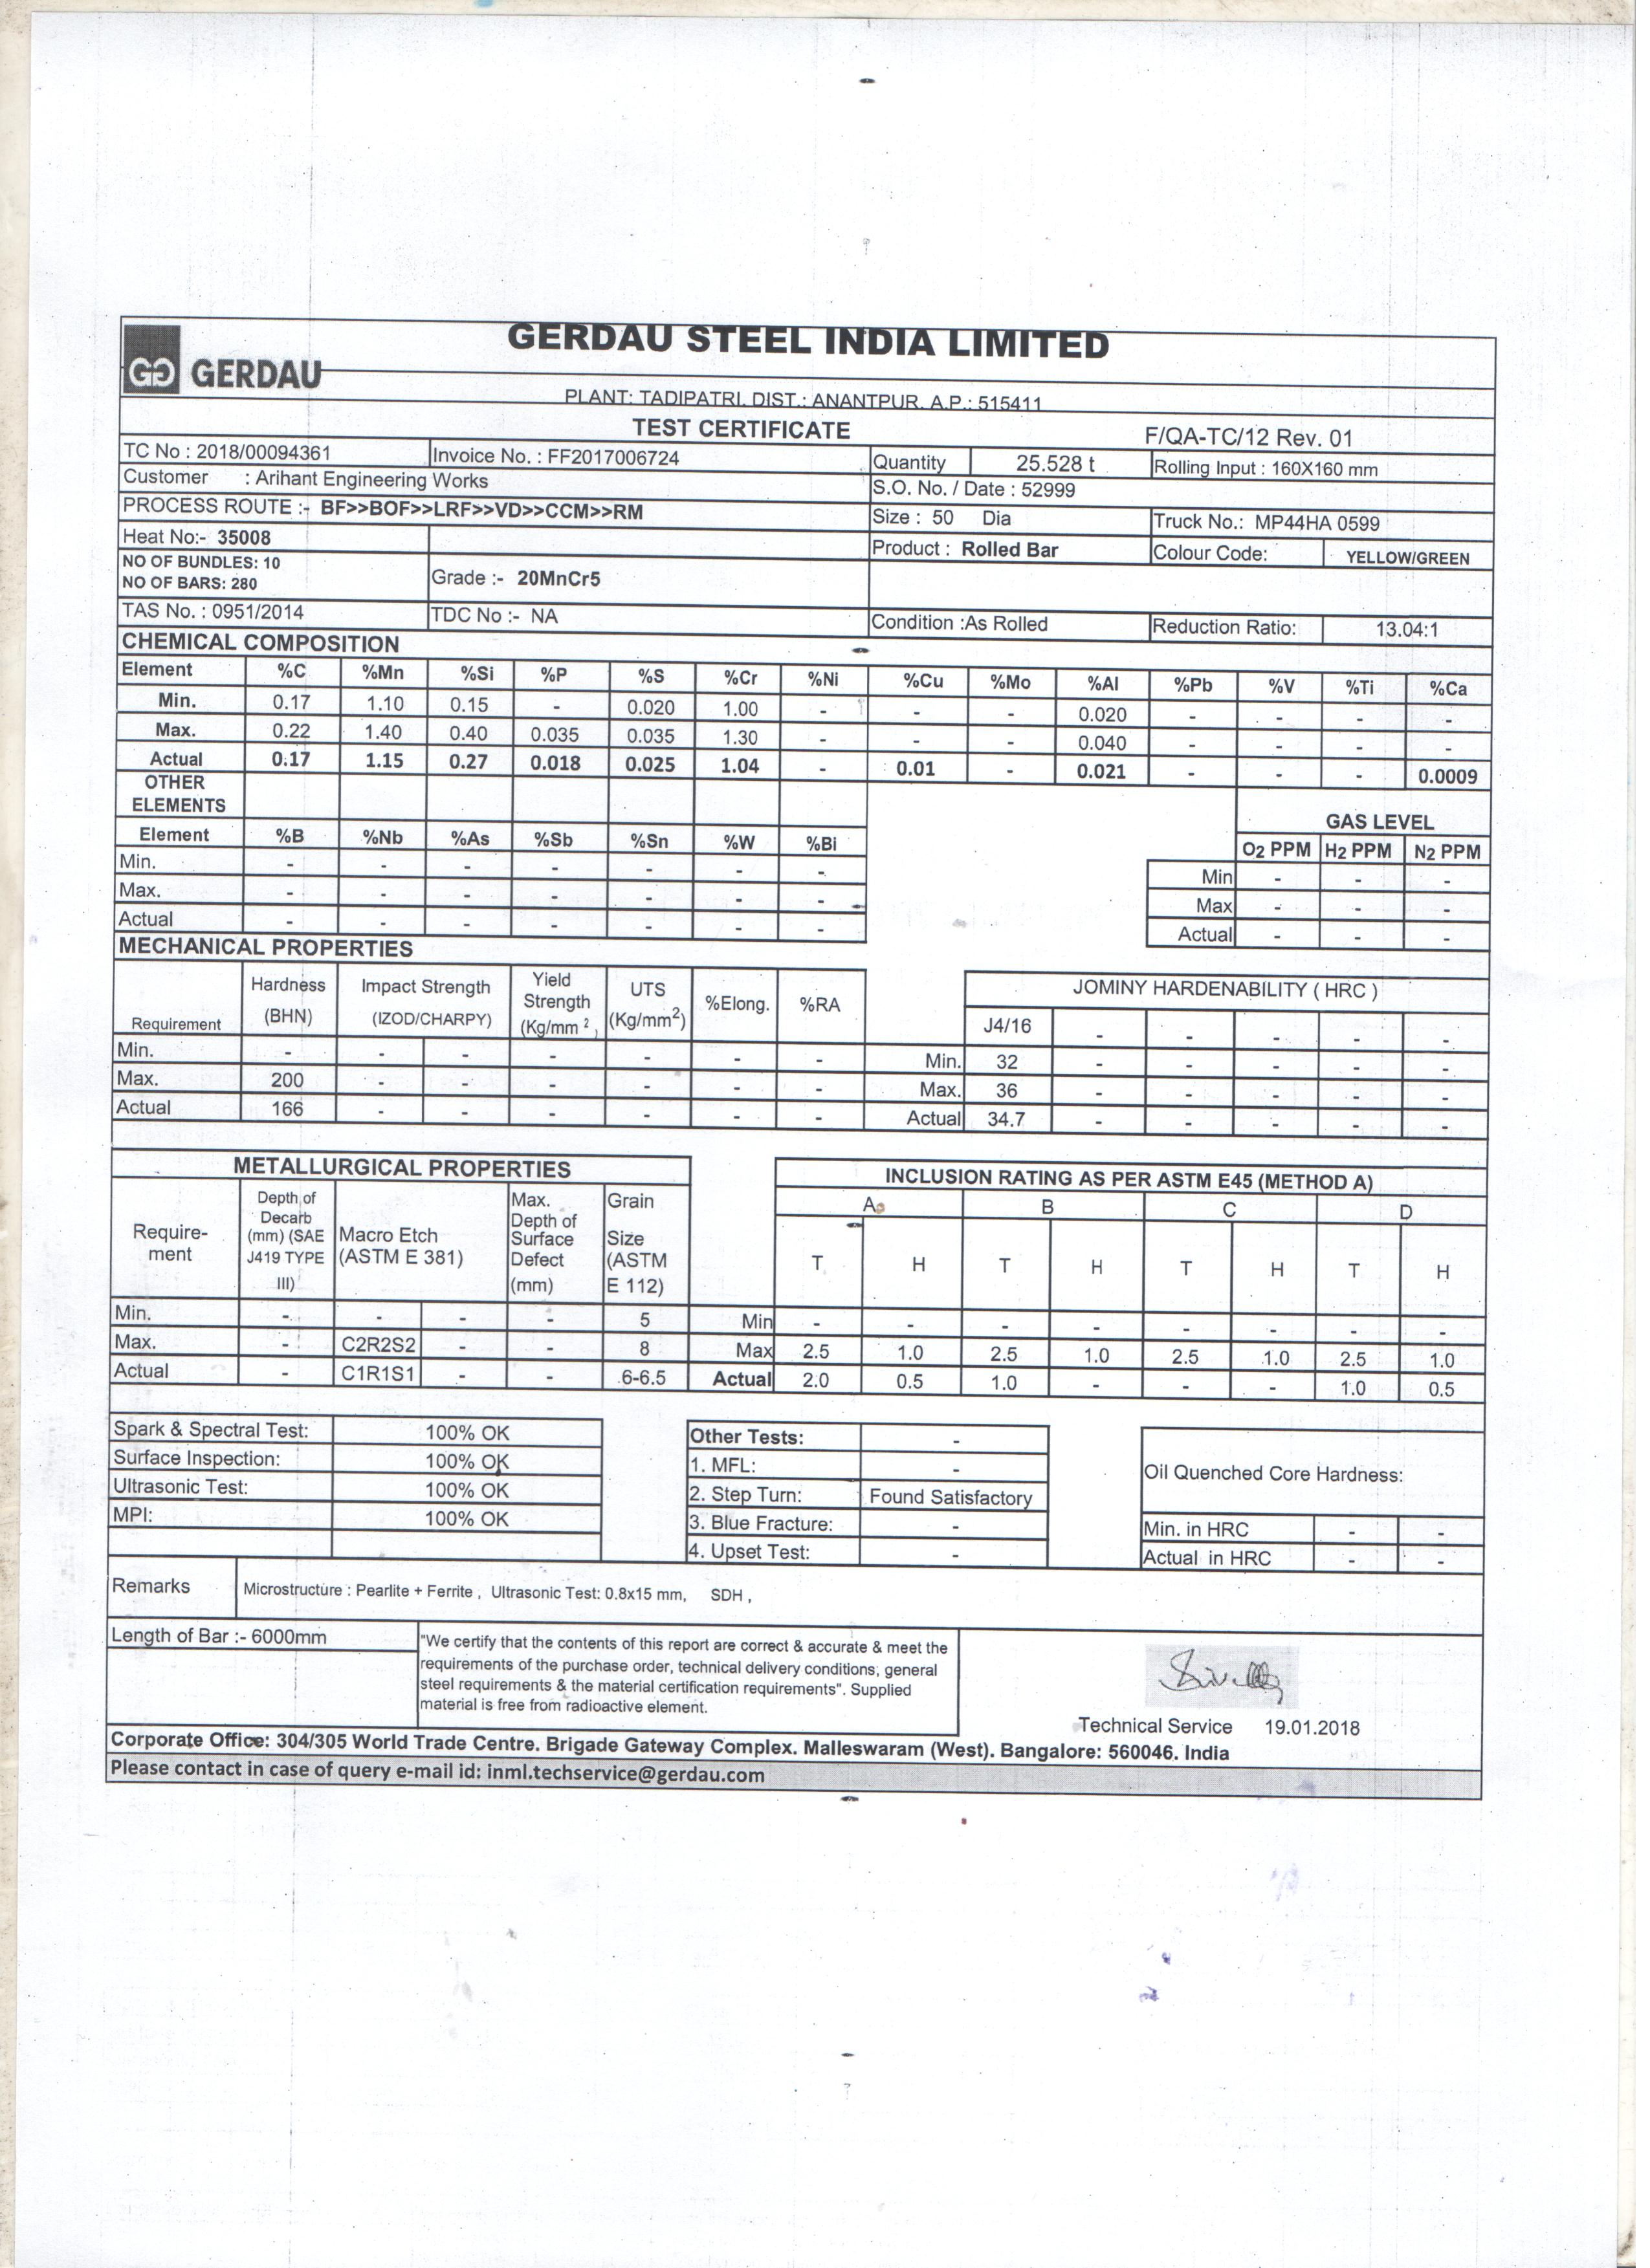 GERDAU STEEL INDIA LIMITED
GERDAU
PLANT: TADIPATRI, DIST.: ANANTPUR, A.P.: 515411
TEST CERTIFICATE F/QA-TC/12 Rev. 01
TC No : 2018/00094361 Invoice No. : FF2017006724 Quantity 25.528 t Rolling Input : 160X160 mm
Customer : Arihant Engineering Works S.O. No. / Date : 52999
PROCESS ROUTE :- BF>>BOF>>LRF>>VD>>CCM>>RM Size : 50 Dia Truck No.: MP44HA 0599
Heat No:- 35008 Product : Rolled Bar Colour Code: YELLOW/GREEN
NO OF BUNDLES: 10
NO OF BARS: 280 Grade :- 20MnCr5
TAS No. : 0951/2014 TDC No :- NA Condition :As Rolled Reduction Ratio: 13.04:1
CHEMICAL COMPOSITION
Element %C %Mn %Si %P %S %Cr %Ni %Cu %Mo %Al %Pb %V %Ti %Ca
Min. 0.17 1.10 0.15 - 0.020 1.00 - - - 0.020 - - - -
Max. 0.22 1.40 0.40 0.035 0.035 1.30 - - - 0.040 - - - -
Actual 0.17 1.15 0.27 0.018 0.025 1.04 - 0.01 - 0.021 - - - 0.0009
OTHER
ELEMENTS GAS LEVEL
Element %B %Nb %As %Sb %Sn %W %Bi O2 PPM H2 PPM N2 PPM
Min. - - - - - - - Min - - -
Max. - - - - - - - Max - - -
Actual - - - - - - - Actual - - -
MECHANICAL PROPERTIES
Requirement Hardness (BHN) Impact Strength (IZOD/CHARPY) Yield Strength (Kg/mm 2 ) UTS (Kg/mm2) %Elong. %RA JOMINY HARDENABILITY ( HRC )
J4/16 - - - - -
Min. - - - - - - - - Min. 32 - - - - -
Max. 200 - - - - - - - Max. 36 - - - - -
Actual 166 - - - - - - - Actual 34.7 - - - - -
METALLURGICAL PROPERTIES INCLUSION RATING AS PER ASTM E45 (METHOD A)
Require-ment Depth of Decarb (mm) (SAE J419 TYPE III) Macro Etch (ASTM E 381) Max. Depth of Surface Defect (mm) Grain Size (ASTM E 112) A B C D
T H T H T H T H
Min. - - - - 5 Min - - - - - - - -
Max. - C2R2S2 - - 8 Max 2.5 1.0 2.5 1.0 2.5 1.0 2.5 1.0
Actual - C1R1S1 - - 6-6.5 Actual 2.0 0.5 1.0 - - - 1.0 0.5
Spark & Spectral Test: 100% OK Other Tests: -
Surface Inspection: 100% OK 1. MFL: - Oil Quenched Core Hardness:
Ultrasonic Test: 100% OK 2. Step Turn: Found Satisfactory
MPI: 100% OK 3. Blue Fracture: - Min. in HRC - -
4. Upset Test: - Actual in HRC - -
Remarks Microstructure : Pearlite + Ferrite , Ultrasonic Test: 0.8x15 mm, SDH ,
Length of Bar :- 6000mm
"We certify that the contents of this report are correct & accurate & meet the
requirements of the purchase order, technical delivery conditions, general
steel requirements & the material certification requirements". Supplied
material is free from radioactive element.
Technical Service 19.01.2018
Corporate Office: 304/305 World Trade Centre. Brigade Gateway Complex. Malleswaram (West). Bangalore: 560046. India
Please contact in case of query e-mail id: inml.techservice@gerdau.com